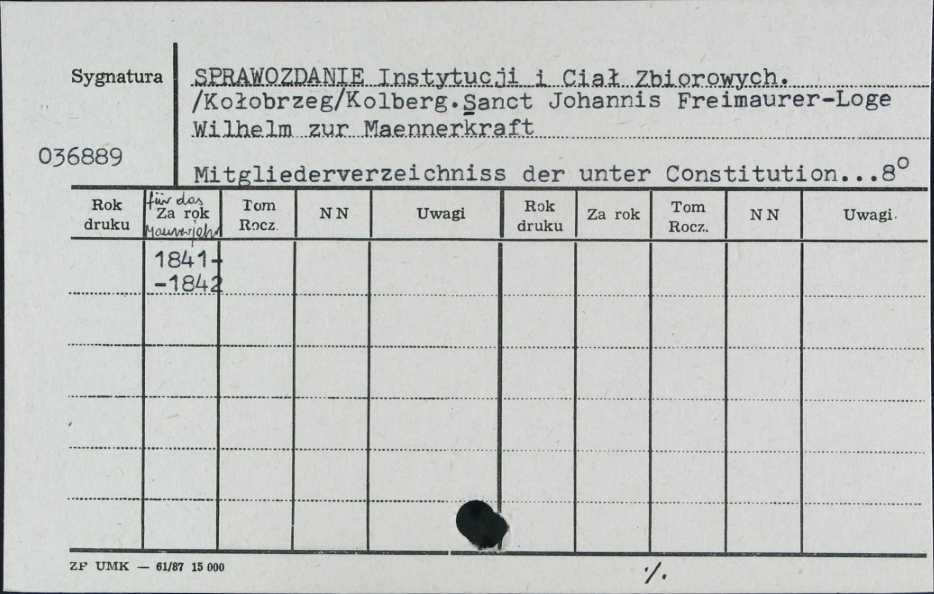 Sygnatura
SPRAWOZDANIE Instytucji i Ciał Zbiorowych.
/Kołobrzeg/Kolberg.Sanct Johannis Freimaurer-Loge
Wilhelm zur Maennerkraft
036889
Mitgliederverzeichniss der unter Constitution...8°
Rok druku für das Za rok Maurerjahr Tom Rocz. NN Uwagi Rok druku Za rok Tom Rocz. NN Uwagi.
1841-
-1842
ZP UMK — 61/87 15 000
·/.